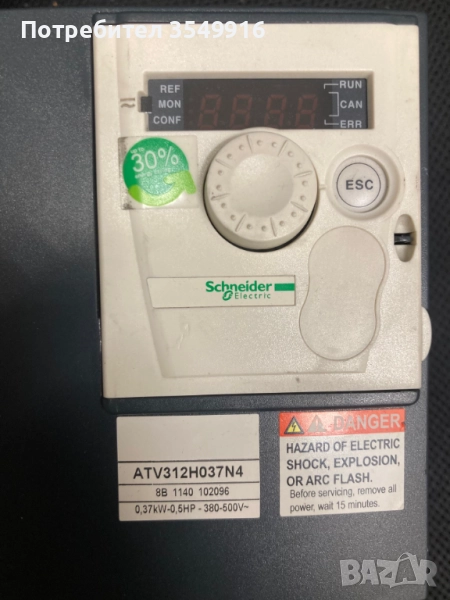 Потребител 3549916
REF
MON
CONF
RUN
CAN
ERR
30%
ESC
Schneider
Electric
DANGER
HAZARD OF ELECTRIC
SHOCK, EXPLOSION,
OR ARC FLASH.
Before servicing, remove all
power, wait 15 minutes.
ATV312H037N4
8B 1140 102096
0,37kW-0,5HP - 380-500V~
BAZAR